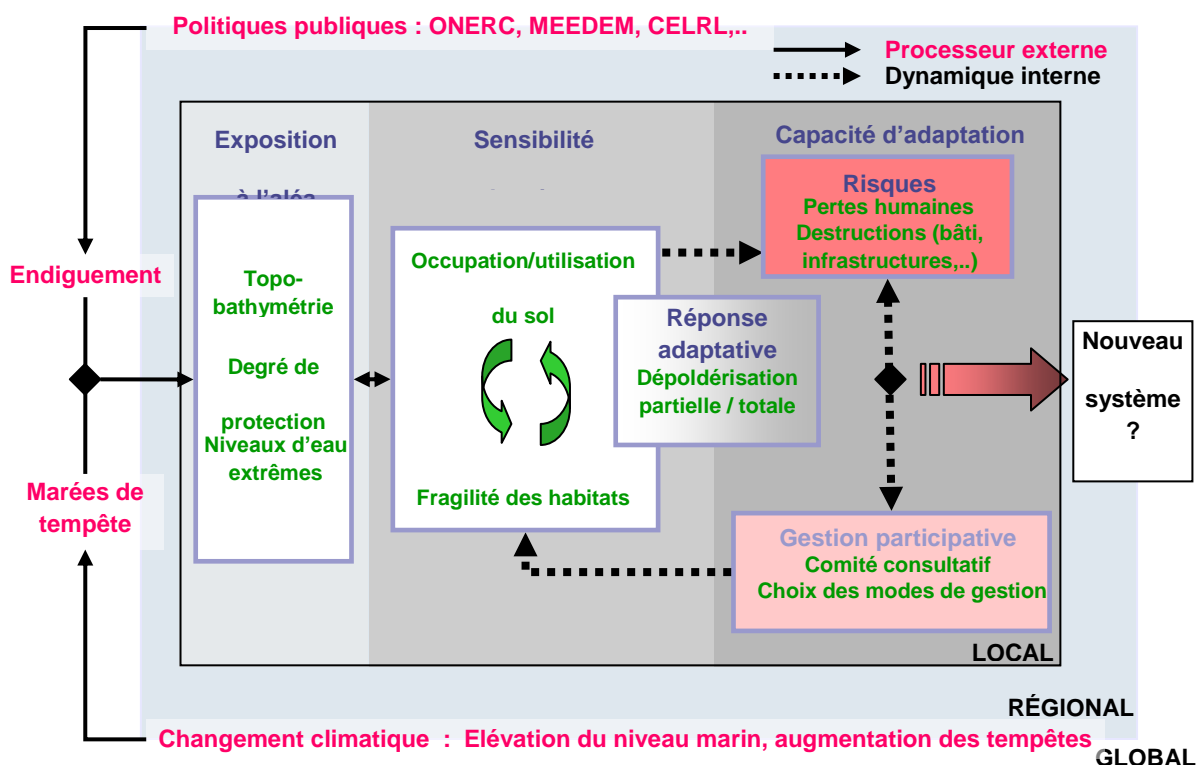 Politiques publiques : ONERC, MEEDEM, CELRL,..
Processeur externe
Dynamique interne
Exposition
à l'aléa
Sensibilité
Capacité d'adaptation
Risques
Pertes humaines
Destructions (bâti,
infrastructures,..)
Endiguement
Topo-
bathymétrie
Degré de
protection
Niveaux d'eau
extrêmes
Occupation/utilisation
du sol
Fragilité des habitats
Réponse
adaptative
Dépoldérisation
partielle / totale
Nouveau
système
?
Marées de
tempête
Gestion participative
Comité consultatif
Choix des modes de gestion
LOCAL
RÉGIONAL
Changement climatique : Elévation du niveau marin, augmentation des tempêtes
GLOBAL